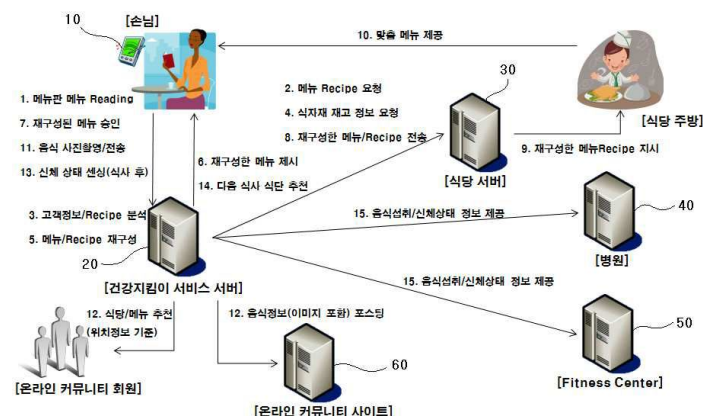 10
[손님]
10. 맞춤 메뉴 제공
30
[식당 주방]
1. 메뉴판 메뉴 Reading
7. 재구성된 메뉴 승인
11. 음식 사진촬영/전송
13. 신체 상태 센싱(식사 후)
2. 메뉴 Recipe 요청
4. 식자재 재고 정보 요청
8. 재구성한 메뉴/Recipe 전송
6. 재구성한 메뉴 제시
14. 다음 식사 식단 추천
[식당 서버]
9. 재구성한 메뉴Recipe 지시
3. 고객정보/Recipe 분석
5. 메뉴/Recipe 재구성
20
[건강지킴이 서비스 서버]
15. 음식섭취/신체상태 정보 제공
40
[병원]
15. 음식섭취/신체상태 정보 제공
50
[Fitness Center]
12. 식당/메뉴 추천
(위치정보 기준)
[온라인 커뮤니티 회원]
12. 음식정보(이미지 포함) 포스팅
60
[온라인 커뮤니티 사이트]